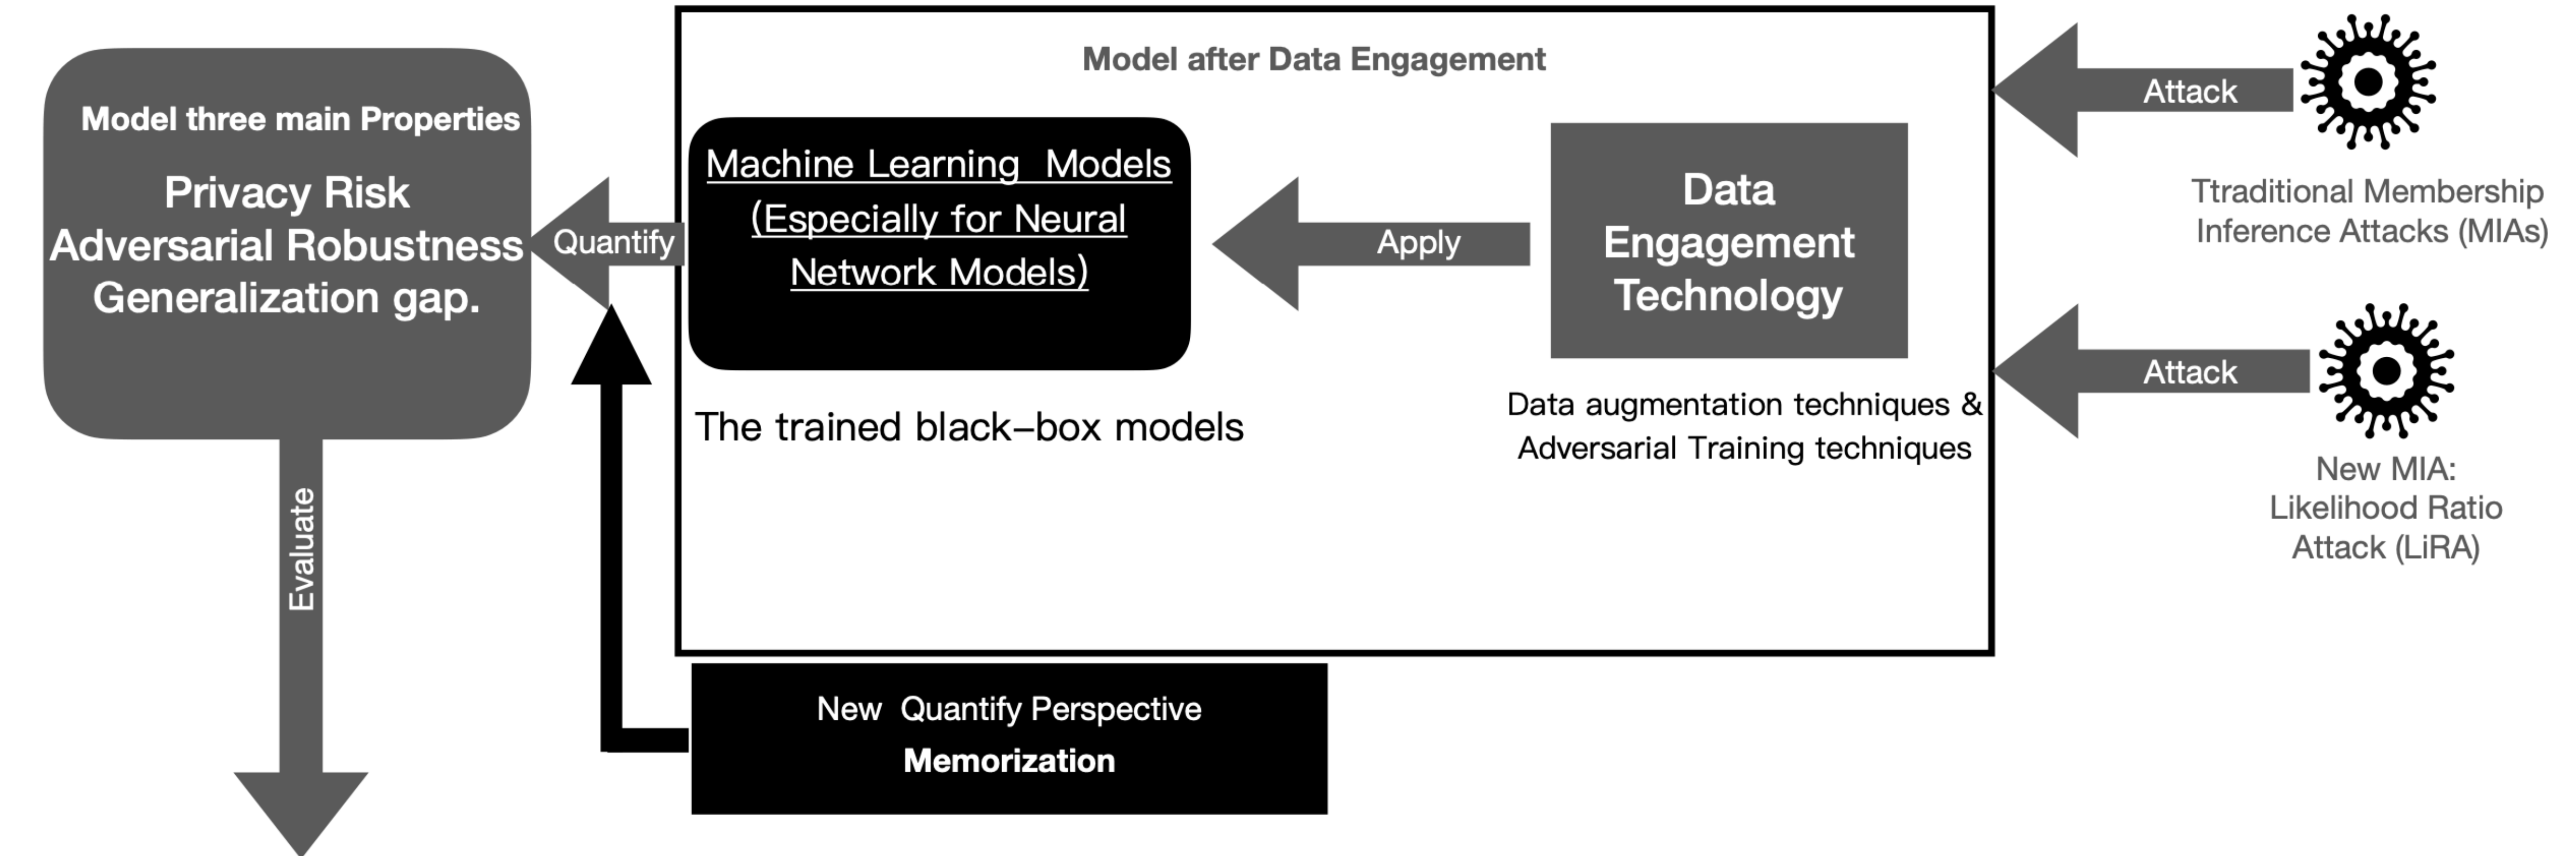 Model after Data Engagement
Model three main Properties
Privacy Risk
Adversarial Robustness
Generalization gap.
Quantify
Machine Learning  Models
(Especially for Neural
Network Models)
The trained black–box models
Apply
Data
Engagement
Technology
Data augmentation techniques &
Adversarial Training techniques
Attack
Ttraditional Membership
Inference Attacks (MIAs)
Attack
New MIA:
Likelihood Ratio
Attack (LiRA)
Evaluate
New  Quantify Perspective
Memorization